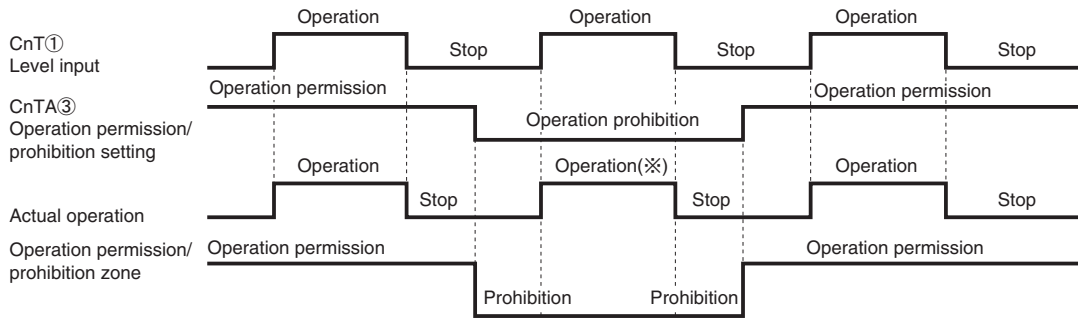 Operation Operation Operation
CnT① Stop Stop Stop
Level input
Operation permission Operation permission
CnTA③
Operation permission/ Operation prohibition
prohibition setting
Operation Operation(※) Operation
Actual operation Stop Stop Stop
Operation permission/ Operation permission Operation permission
prohibition zone
Prohibition Prohibition